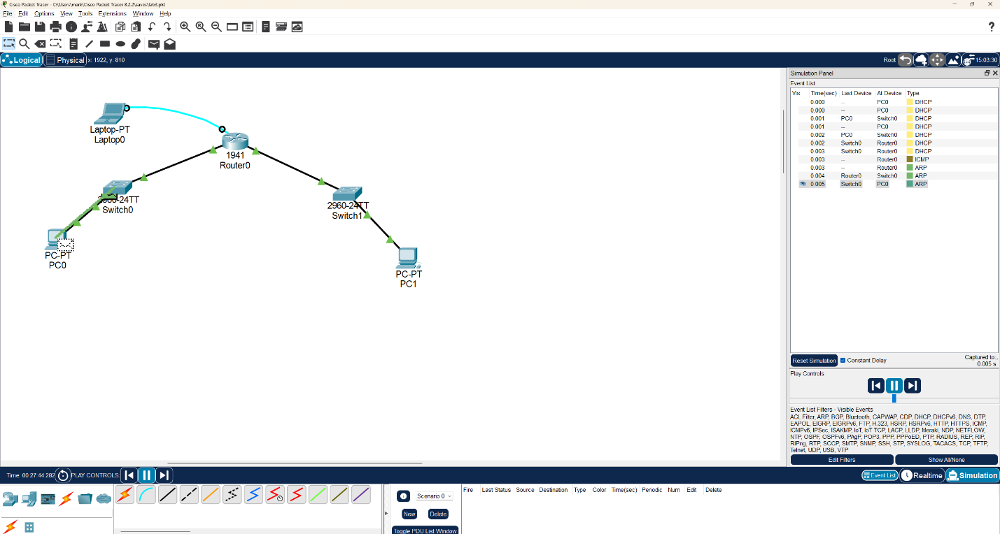 Cisco Packet Tracer - C:\Users\mark\Cisco Packet Tracer 8.2.2\saves\lab3.pkt
File Edit Options View Tools Extensions Window Help
Logical Physical x: 1922, y: 810 Root 15:03:30
Simulation Panel
Event List
Vis. Time(sec) Last Device At Device Type
0.000 -- PC0 DHCP
0.000 -- PC0 DHCP
0.001 PC0 Switch0 DHCP
0.001 -- PC0 DHCP
0.002 PC0 Switch0 DHCP
0.002 Switch0 Router0 DHCP
0.003 Switch0 Router0 DHCP
0.003 -- Router0 ICMP
0.003 -- Router0 ARP
0.004 Router0 Switch0 ARP
0.005 Switch0 PC0 ARP
Laptop-PT
Laptop0
1941
Router0
2960-24TT
Switch0
2960-24TT
Switch1
PC-PT
PC0
PC-PT
PC1
Reset Simulation Constant Delay Captured to:
0.005 s
Play Controls
Event List Filters - Visible Events
ACL Filter, ARP, BGP, Bluetooth, CAPWAP, CDP, DHCP, DHCPv6, DNS, DTP,
EAPOL, EIGRP, EIGRPv6, FTP, H.323, HSRP, HSRPv6, HTTP, HTTPS, ICMP,
ICMPv6, IPSec, ISAKMP, IoT, IoT TCP, LACP, LLDP, Meraki, NDP, NETFLOW,
NTP, OSPF, OSPFv6, PAgP, POP3, PPP, PPPoED, PTP, RADIUS, REP, RIP,
RIPng, RTP, SCCP, SMTP, SNMP, SSH, STP, SYSLOG, TACACS, TCP, TFTP,
Telnet, UDP, USB, VTP
Edit Filters Show All/None
Time: 00:27:44.282 PLAY CONTROLS: Event List Realtime Simulation
Scenario 0
New Delete
Toggle PDU List Window
Fire Last Status Source Destination Type Color Time(sec) Periodic Num Edit Delete